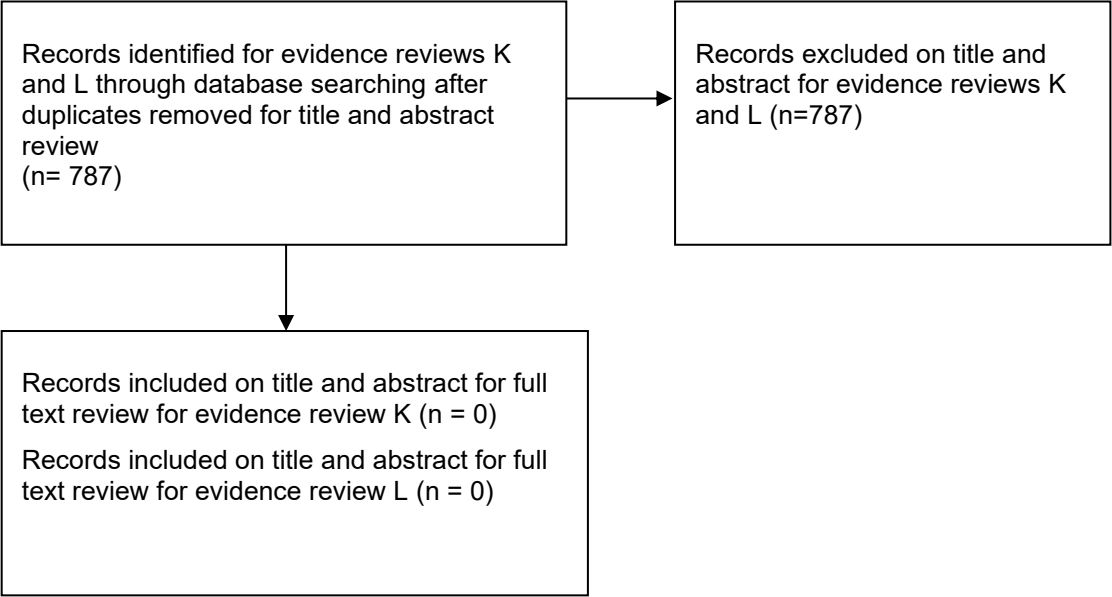 Records identified for evidence reviews K
and L through database searching after
duplicates removed for title and abstract
review
(n= 787)
Records excluded on title and
abstract for evidence reviews K
and L (n=787)
Records included on title and abstract for full
text review for evidence review K (n = 0)
Records included on title and abstract for full
text review for evidence review L (n = 0)